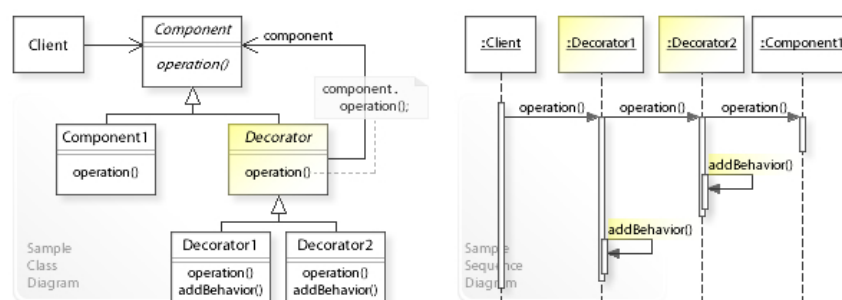 Client
Component
operation()
component
component.
operation();
Component1
operation()
Decorator
operation()
Decorator1
operation()
addBehavior()
Decorator2
operation()
addBehavior()
Sample
Class
Diagram
:Client
:Decorator1
:Decorator2
:Component1
operation()
operation()
operation()
addBehavior()
addBehavior()
Sample
Sequence
Diagram